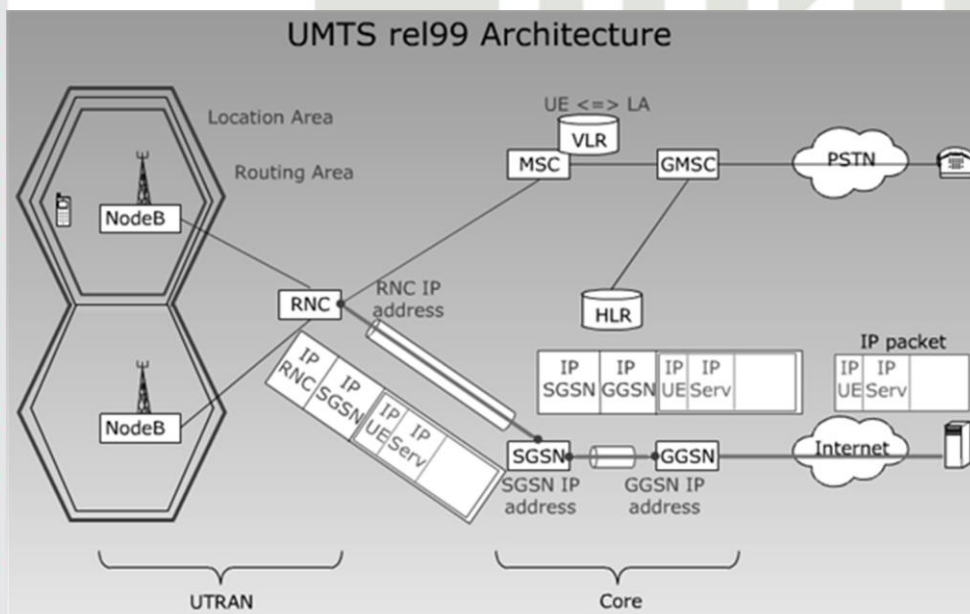 UMTS rel99 Architecture
Location Area
Routing Area
UE <=> LA
VLR
MSC
GMSC
PSTN
NodeB
RNC
RNC IP
address
HLR
IP packet
IP
RNC
IP
SGSN
IP
UE
IP
Serv
IP
SGSN
IP
GGSN
IP
UE
IP
Serv
IP
UE
IP
Serv
NodeB
SGSN
GGSN
Internet
SGSN IP
address
GGSN IP
address
UTRAN
Core